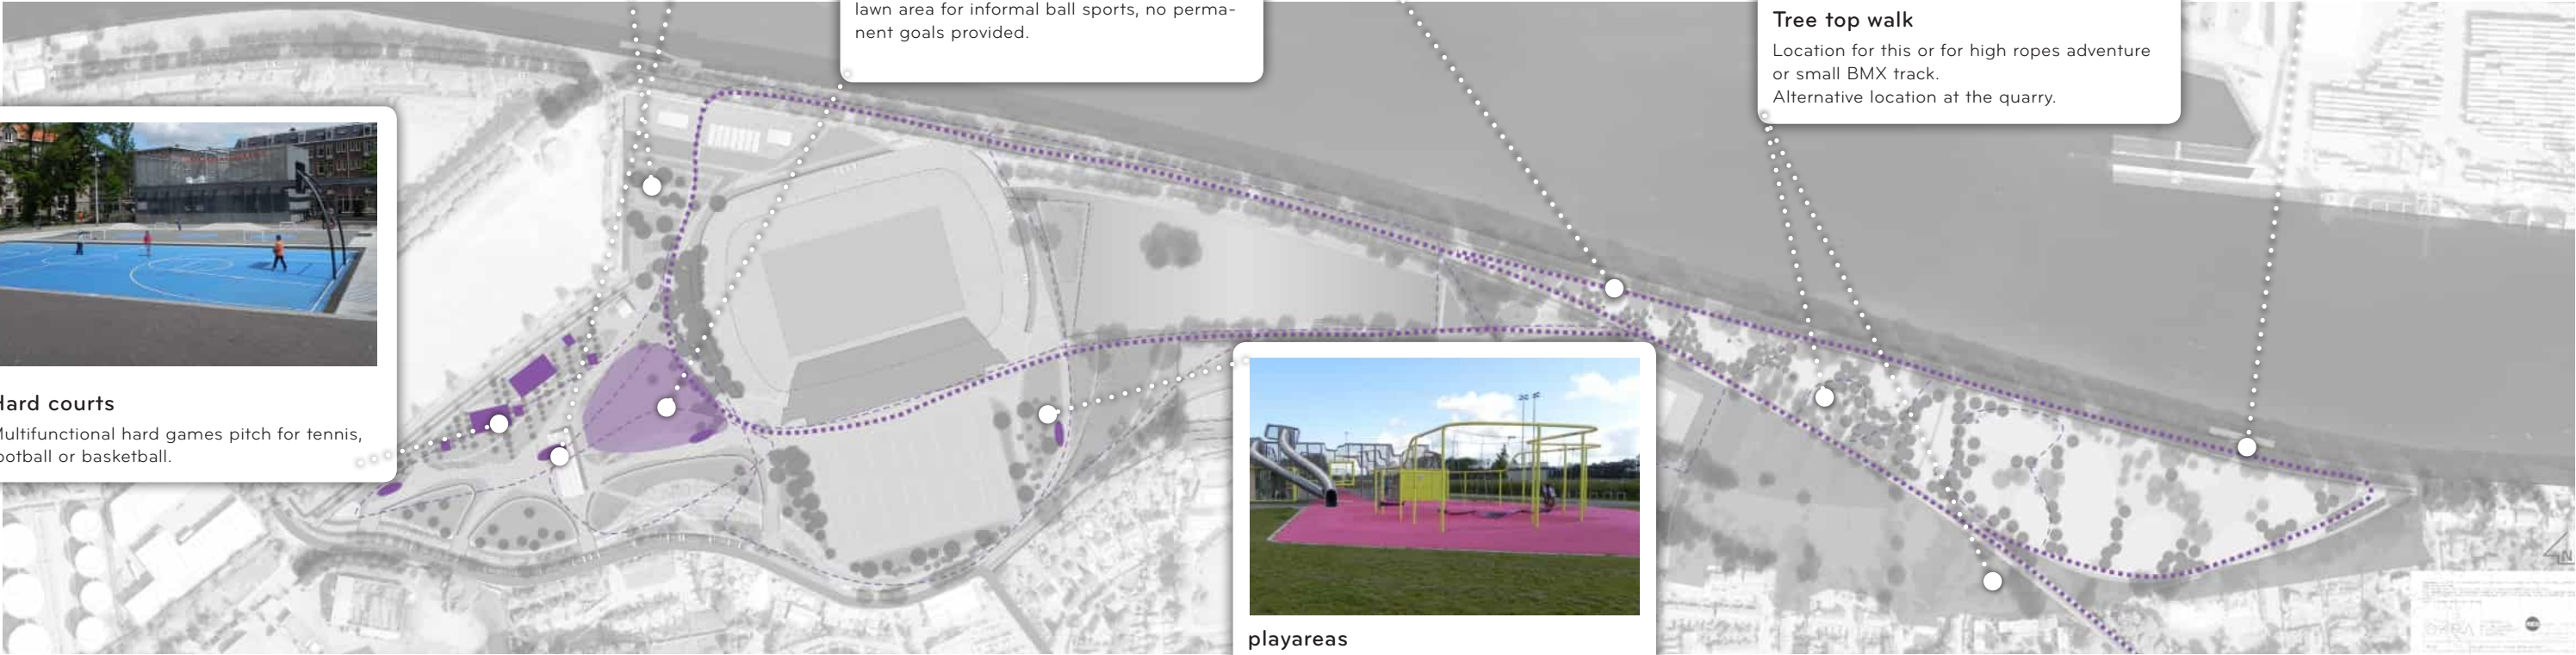 lawn area for informal ball sports, no perma-
nent goals provided.
Tree top walk
Location for this or for high ropes adventure
or small BMX track.
Alternative location at the quarry.
Hard courts
Multifunctional hard games pitch for tennis,
ootball or basketball.
playareas
N